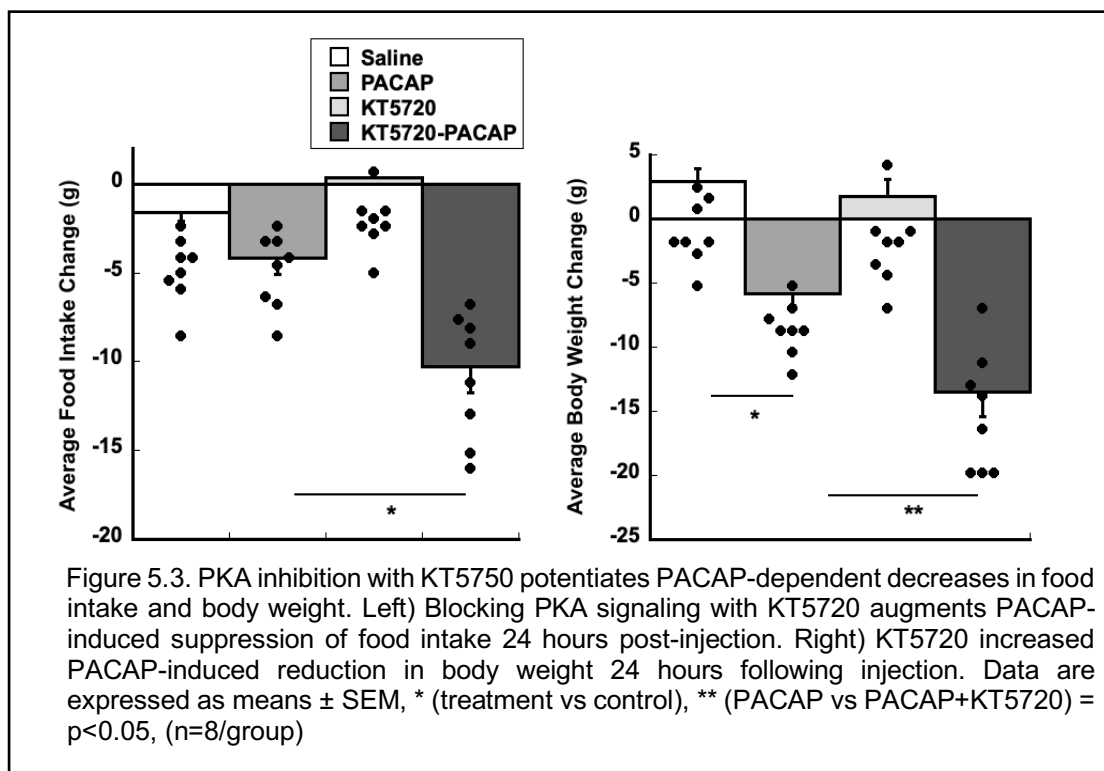 Saline
PACAP
KT5720
KT5720-PACAP
Average Food Intake Change (g)
0
-5
-10
-15
-20
*
Average Body Weight Change (g)
5
0
-5
-10
-15
-20
-25
*
**
Figure 5.3. PKA inhibition with KT5750 potentiates PACAP-dependent decreases in food
intake and body weight. Left) Blocking PKA signaling with KT5720 augments PACAP-
induced suppression of food intake 24 hours post-injection. Right) KT5720 increased
PACAP-induced reduction in body weight 24 hours following injection. Data are
expressed as means ± SEM, * (treatment vs control), ** (PACAP vs PACAP+KT5720) =
p<0.05, (n=8/group)